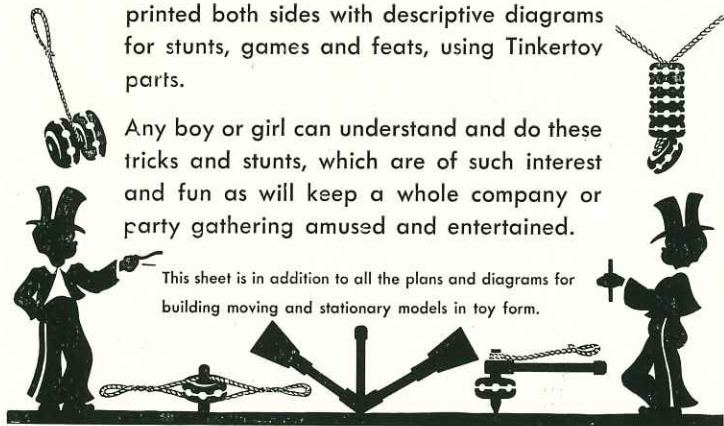 printed both sides with descriptive diagrams
for stunts, games and feats, using Tinkertoy
parts.
Any boy or girl can understand and do these
tricks and stunts, which are of such interest
and fun as will keep a whole company or
party gathering amused and entertained.
This sheet is in addition to all the plans and diagrams for
building moving and stationary models in toy form.